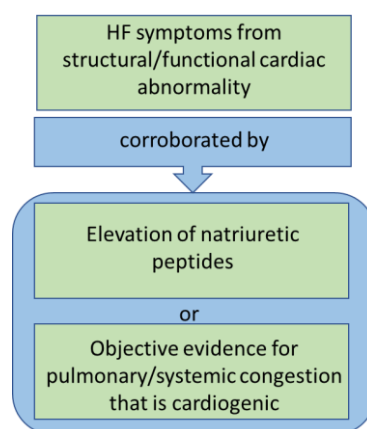 HF symptoms from
structural/functional cardiac
abnormality
corroborated by
Elevation of natriuretic
peptides
or
Objective evidence for
pulmonary/systemic congestion
that is cardiogenic